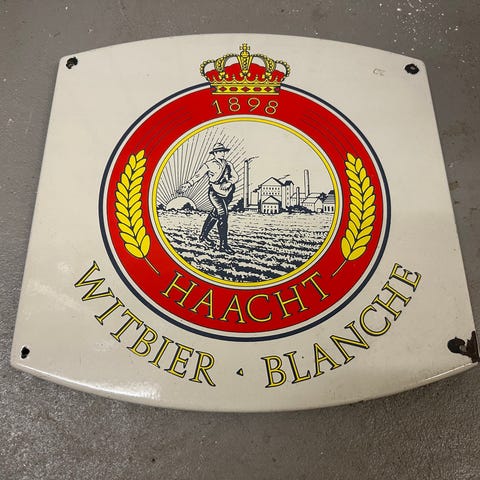 1898
HAACHT
WITBIER · BLANCHE